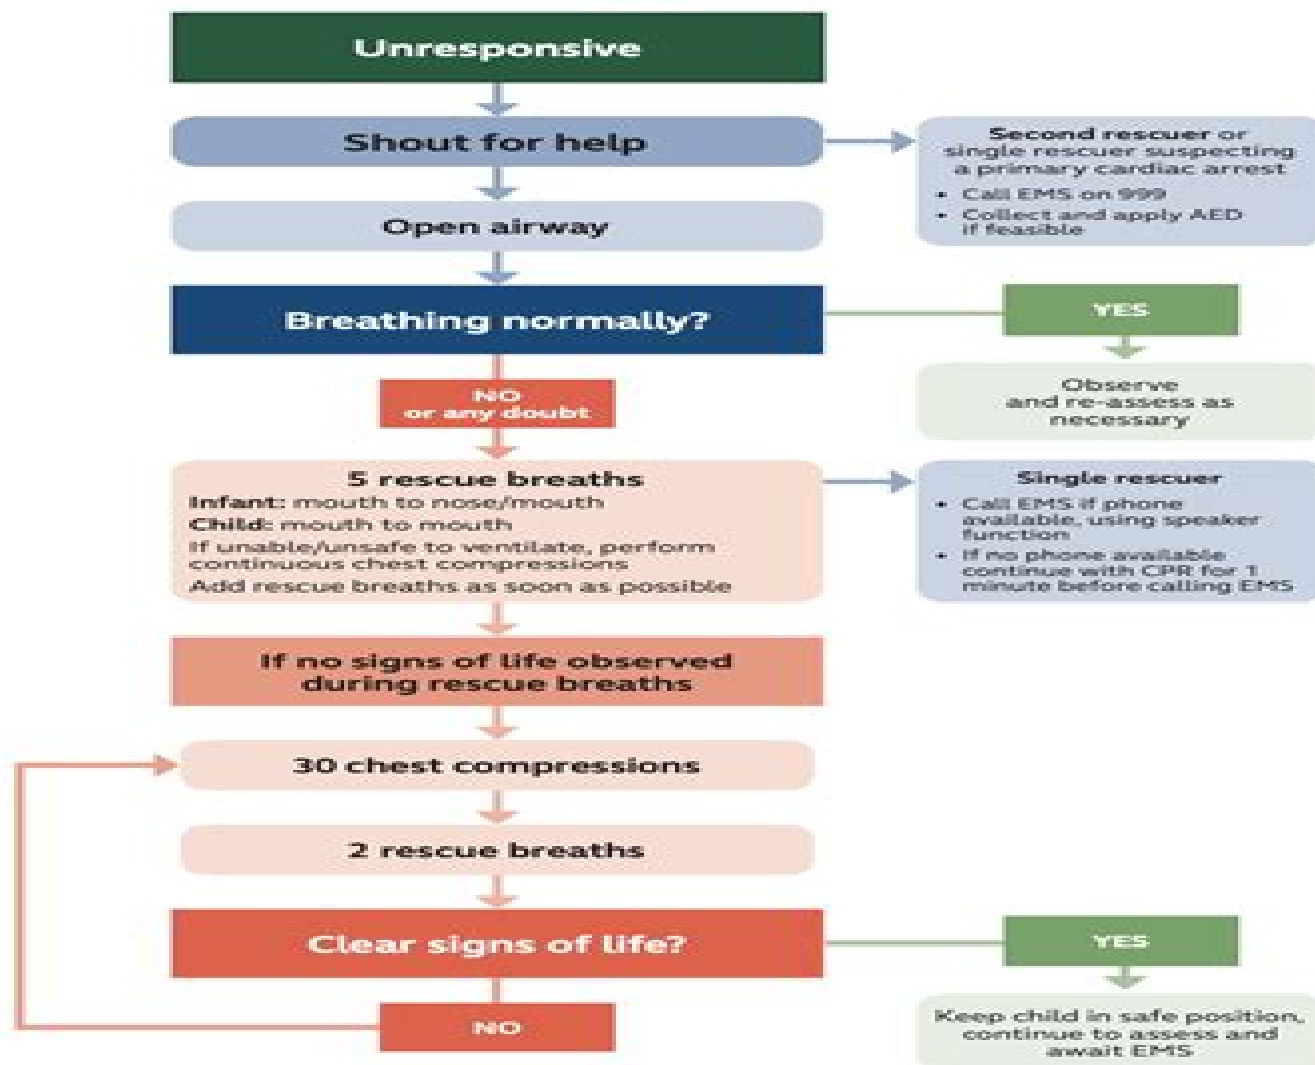 Unresponsive
Shout for help
Second rescuer or
single rescuer suspecting
a primary cardiac arrest
• Call EMS on 999
• Collect and apply AED
if feasible
Open airway
Breathing normally?
YES
Observe
and re-assess as
necessary
NO
or any doubt
5 rescue breaths
Infant: mouth to nose/mouth
Child: mouth to mouth
If unable/unsafe to ventilate, perform
continuous chest compressions
Add rescue breaths as soon as possible
Single rescuer
• Call EMS if phone
available, using speaker
function
• If no phone available
continue with CPR for 1
minute before calling EMS
If no signs of life observed
during rescue breaths
30 chest compressions
2 rescue breaths
Clear signs of life?
YES
Keep child in safe position,
continue to assess and
await EMS
NO